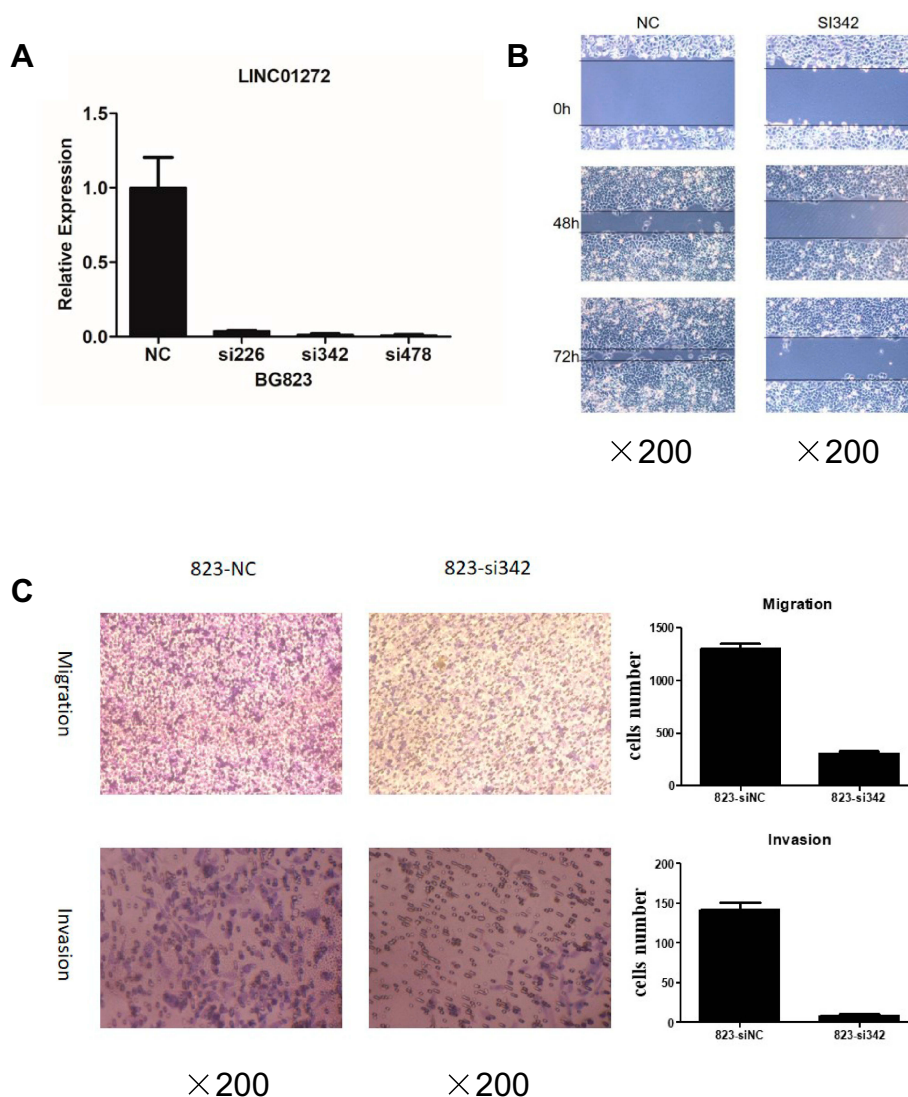 A
LINC01272
Relative Expression
1.5
1.0
0.5
0.0
NC si226 si342 si478
BG823
B
NC SI342
0h
48h
72h
×200 ×200
C
823-NC 823-si342
Migration
Invasion
×200 ×200
Migration
cells number
1500
1000
500
0
823-siNC 823-si342
Invasion
cells number
200
150
100
50
0
823-siNC 823-si342